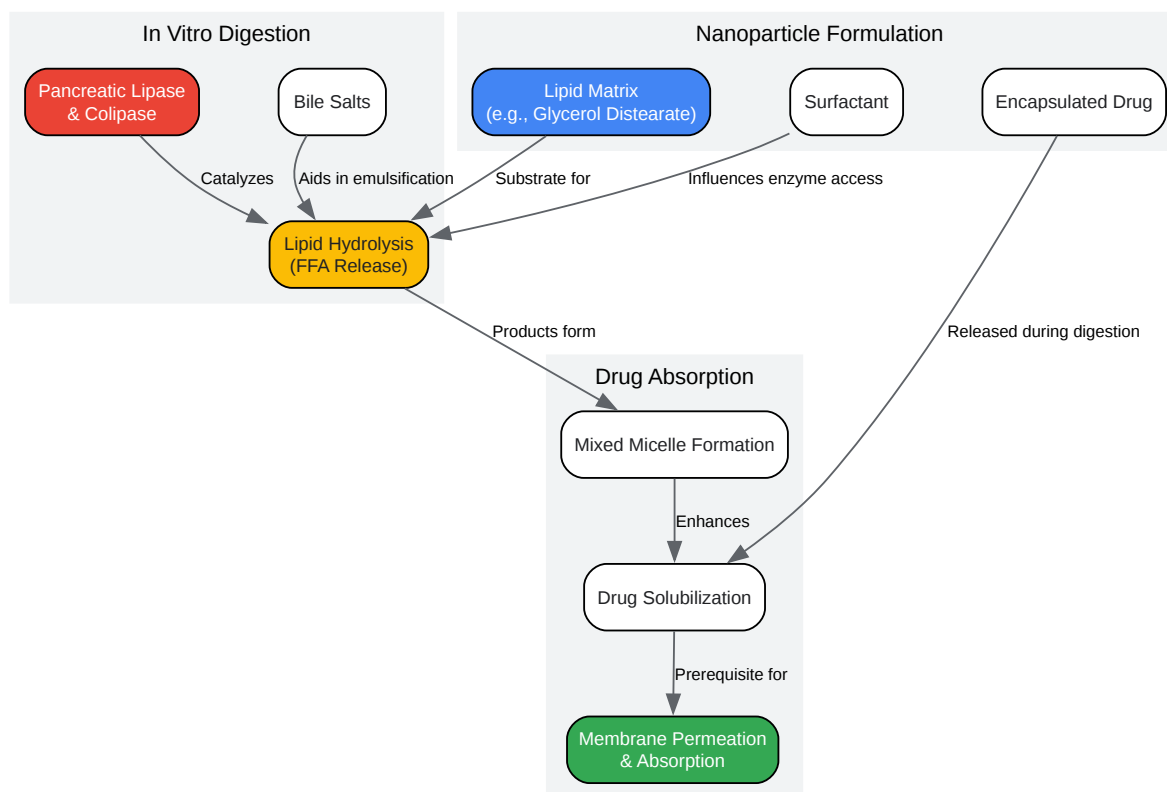 In Vitro Digestion
Nanoparticle Formulation
Pancreatic Lipase
& Colipase
Bile Salts
Lipid Matrix
(e.g., Glycerol Distearate)
Surfactant
Encapsulated Drug
Catalyzes
Aids in emulsification
Substrate for
Influences enzyme access
Lipid Hydrolysis
(FFA Release)
Products form
Released during digestion
Drug Absorption
Mixed Micelle Formation
Enhances
Drug Solubilization
Prerequisite for
Membrane Permeation
& Absorption